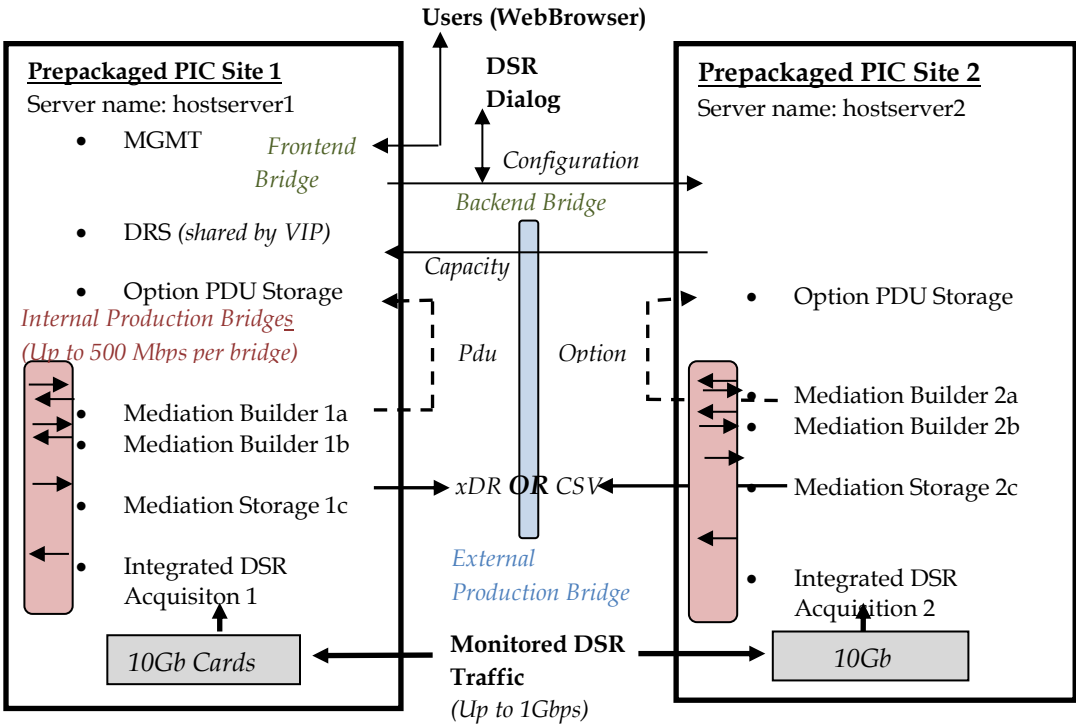 Users (WebBrowser)
Prepackaged PIC Site 1
Server name: hostserver1
• MGMT
Frontend
Bridge
• DRS (shared by VIP)
• Option PDU Storage
Internal Production Bridges
(Up to 500 Mbps per bridge)
• Mediation Builder 1a
• Mediation Builder 1b
• Mediation Storage 1c
• Integrated DSR
Acquisiton 1
10Gb Cards
DSR
Dialog
Configuration
Backend Bridge
Capacity
Pdu
Option
xDR OR CSV
External
Production Bridge
Monitored DSR
Traffic
(Up to 1Gbps)
Prepackaged PIC Site 2
Server name: hostserver2
• Option PDU Storage
• Mediation Builder 2a
• Mediation Builder 2b
• Mediation Storage 2c
• Integrated DSR
Acquisition 2
10Gb